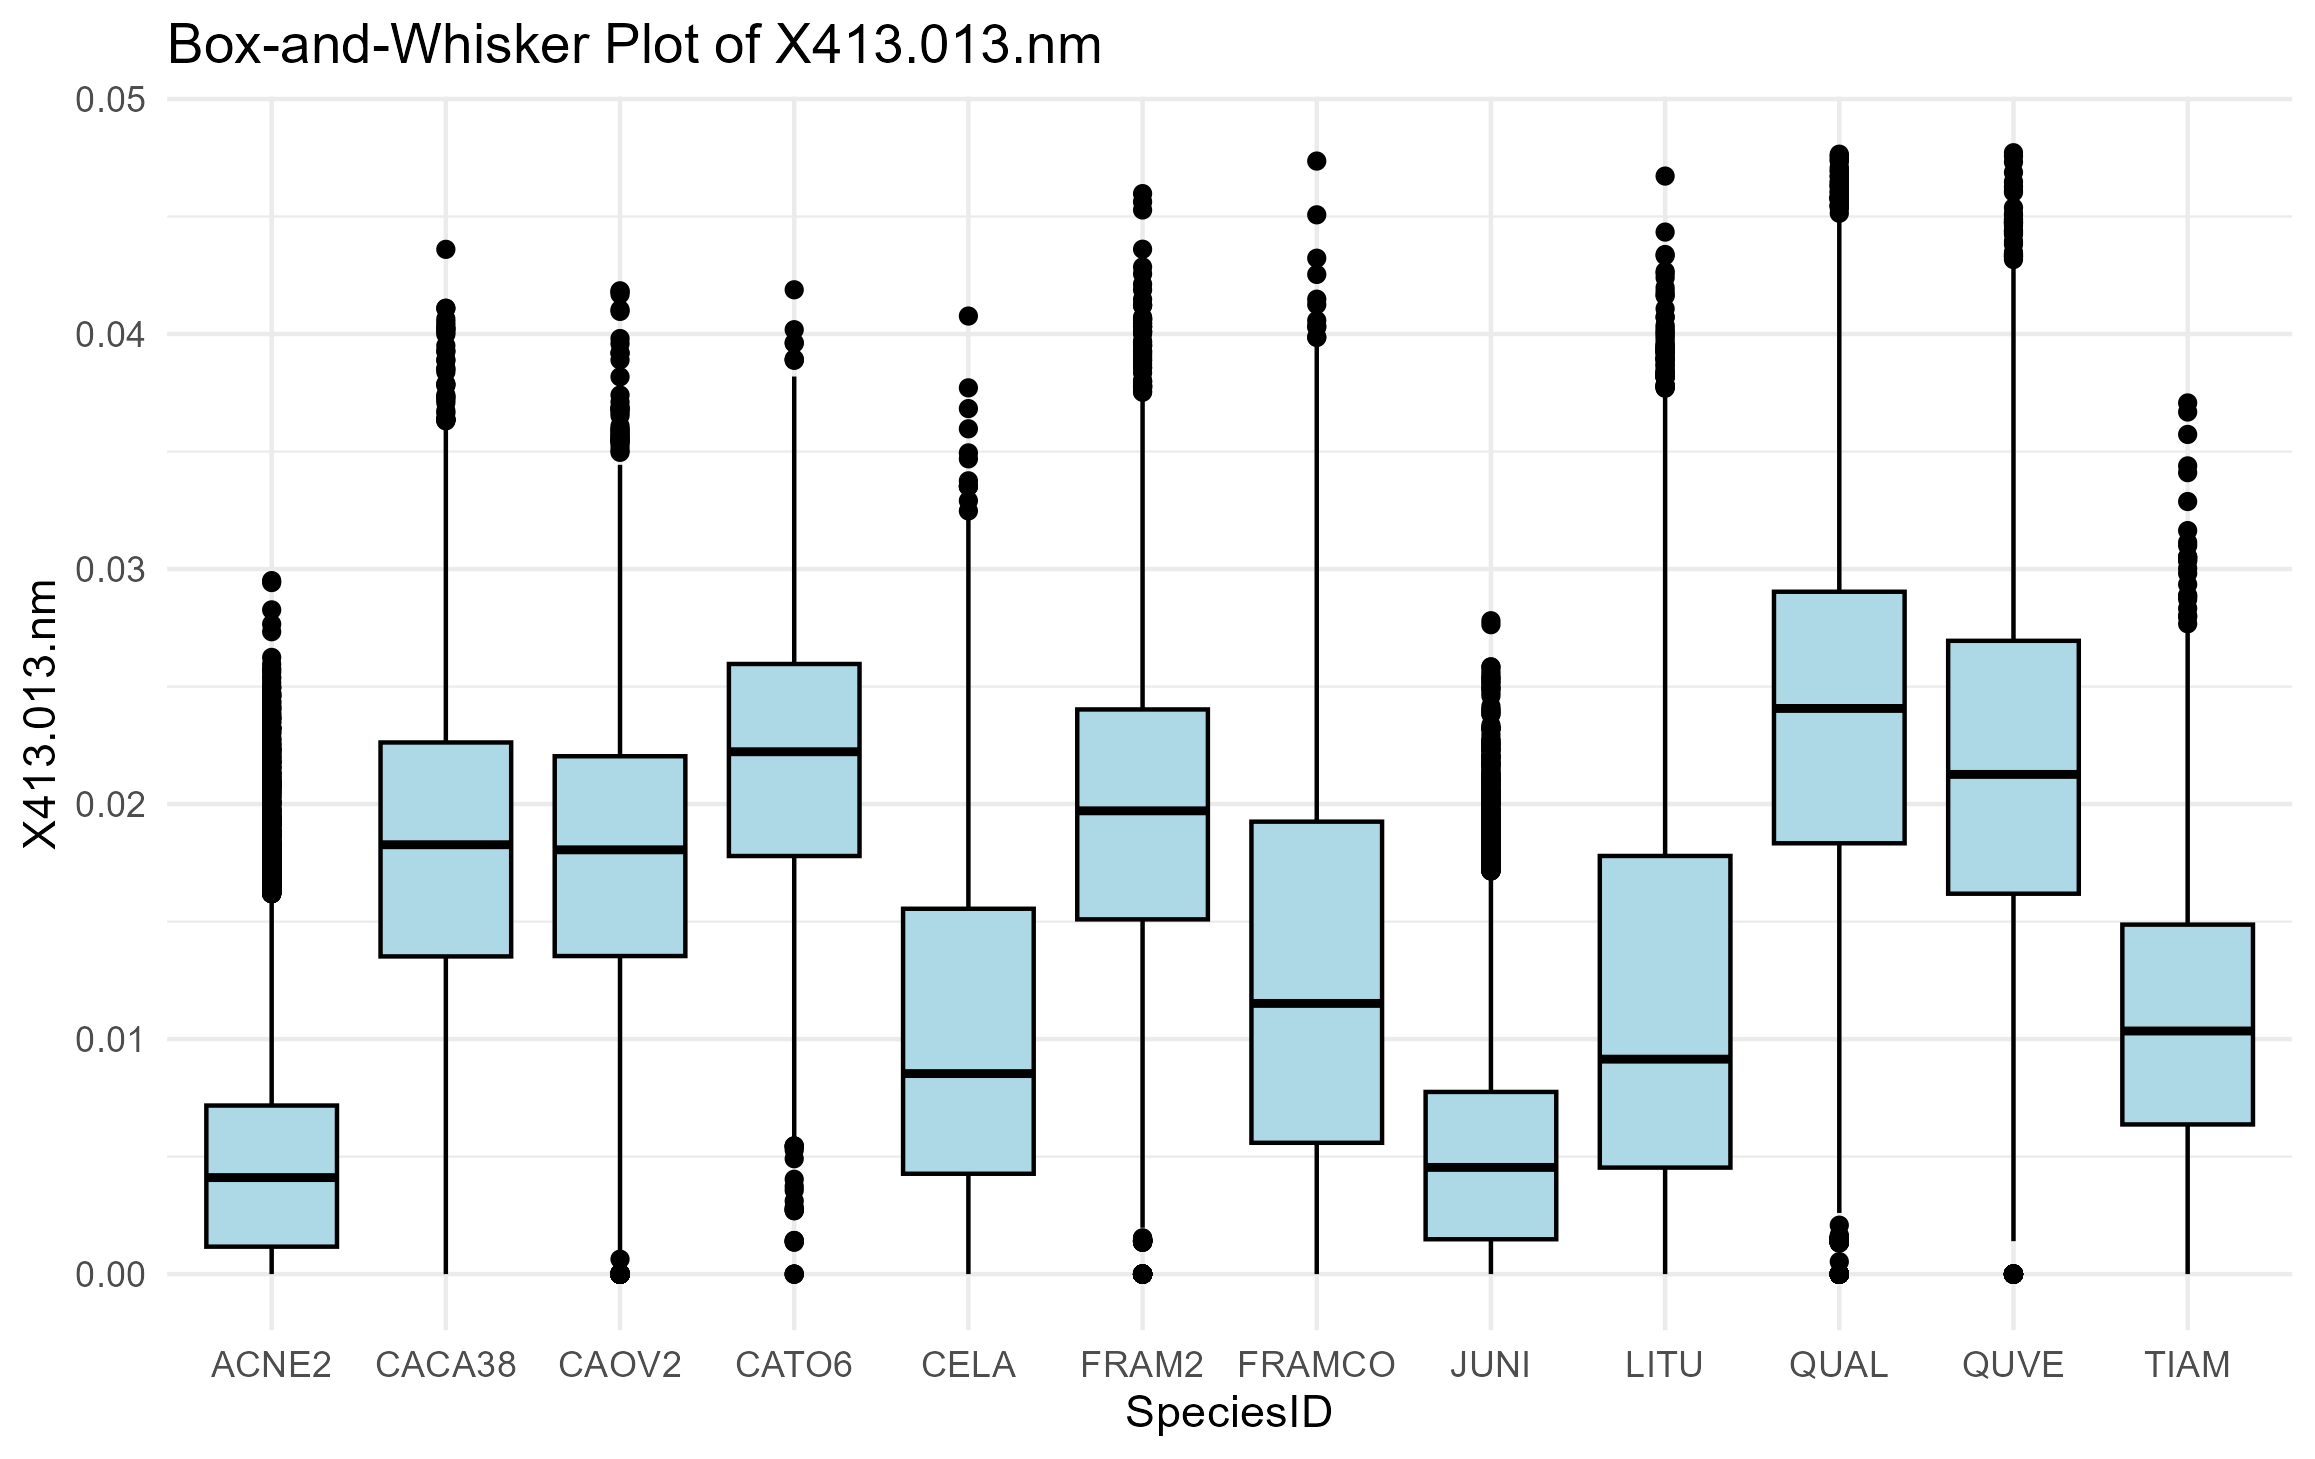 Box-and-Whisker Plot of X413.013.nm
0.05
0.04
0.03
0.02
0.01
0.00
X413.013.nm
ACNE2 CACA38 CAOV2 CATO6 CELA FRAM2 FRAMCO JUNI LITU QUAL QUVE TIAM
SpeciesID